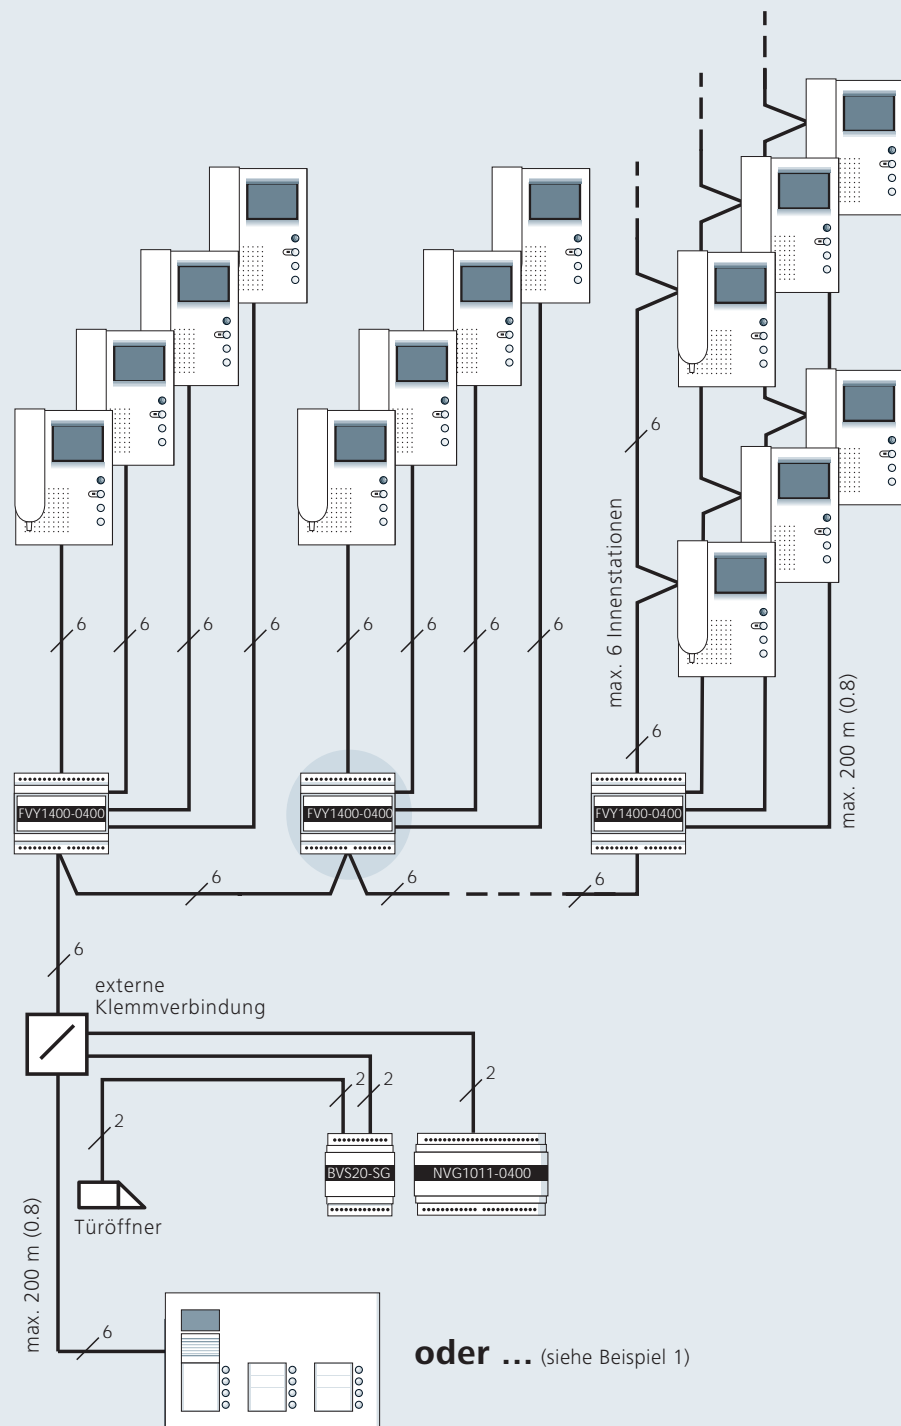 6
6
max. 6 Innenstationen
6
6
6
6
6
6
6
6
6
max. 200 m (0.8)
FVY1400-0400
FVY1400-0400
FVY1400-0400
6
6
6
6
externe
Klemmverbindung
2
2
2
2
BVS20-SG
NVG1011-0400
Türöffner
max. 200 m (0.8)
6
oder ... (siehe Beispiel 1)